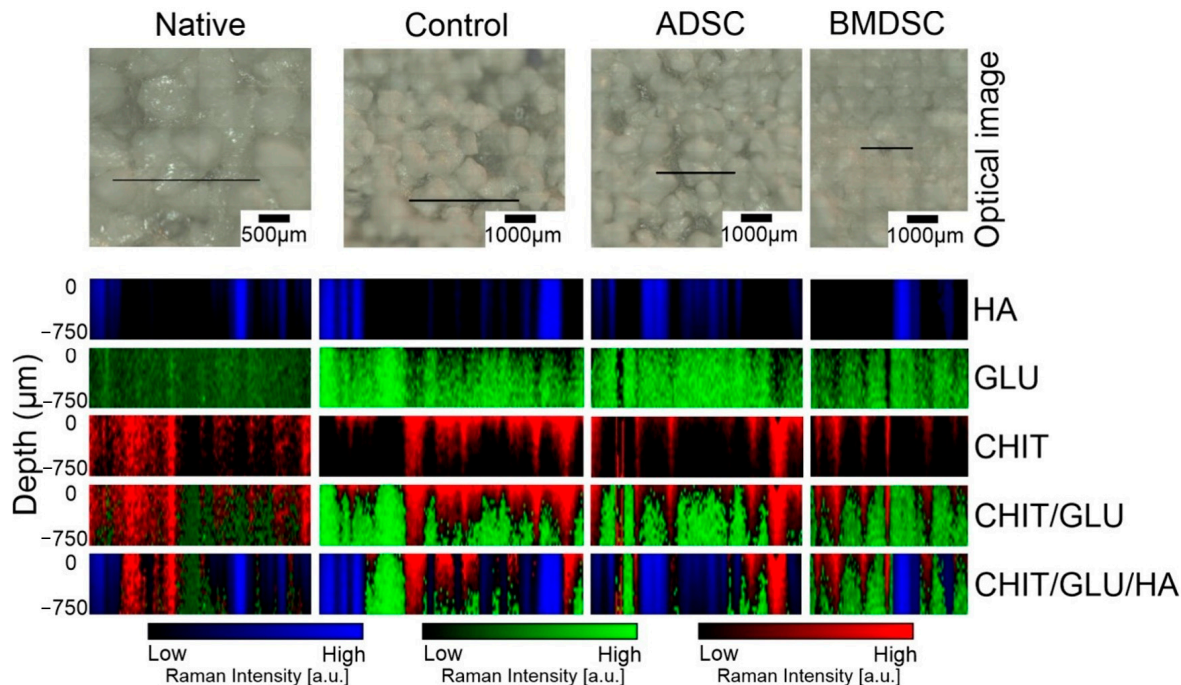 Native Control ADSC BMDSC
500µm 1000µm 1000µm 1000µm
Optical image
0
−750
HA
0
−750
GLU
0
−750
CHIT
0
−750
CHIT/GLU
0
−750
CHIT/GLU/HA
Depth (µm)
Low High Low High Low High
Raman Intensity [a.u.] Raman Intensity [a.u.] Raman Intensity [a.u.]